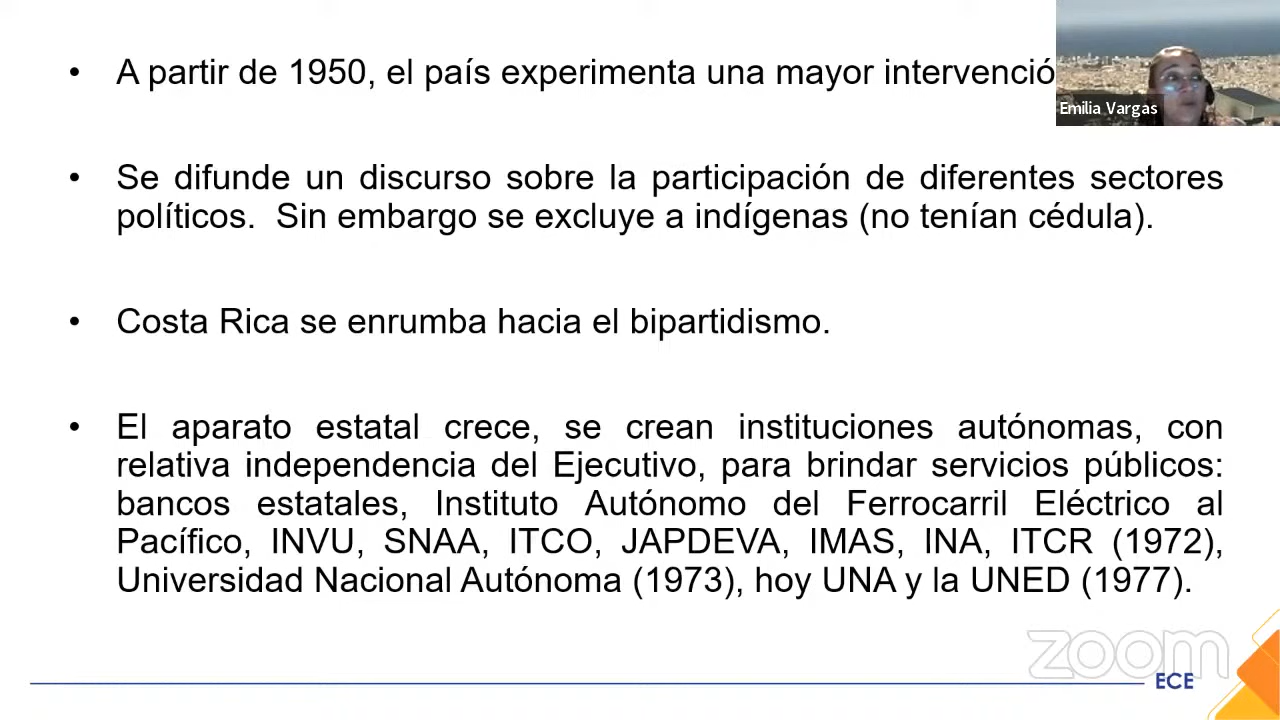 • A partir de 1950, el país experimenta una mayor intervenció
Emilia Vargas
• Se difunde un discurso sobre la participación de diferentes sectores
políticos.  Sin embargo se excluye a indígenas (no tenían cédula).
• Costa Rica se enrumba hacia el bipartidismo.
• El aparato estatal crece, se crean instituciones autónomas, con
relativa independencia del Ejecutivo, para brindar servicios públicos:
bancos estatales, Instituto Autónomo del Ferrocarril Eléctrico al
Pacífico, INVU, SNAA, ITCO, JAPDEVA, IMAS, INA, ITCR (1972),
Universidad Nacional Autónoma (1973), hoy UNA y la UNED (1977).
zoom
ECE